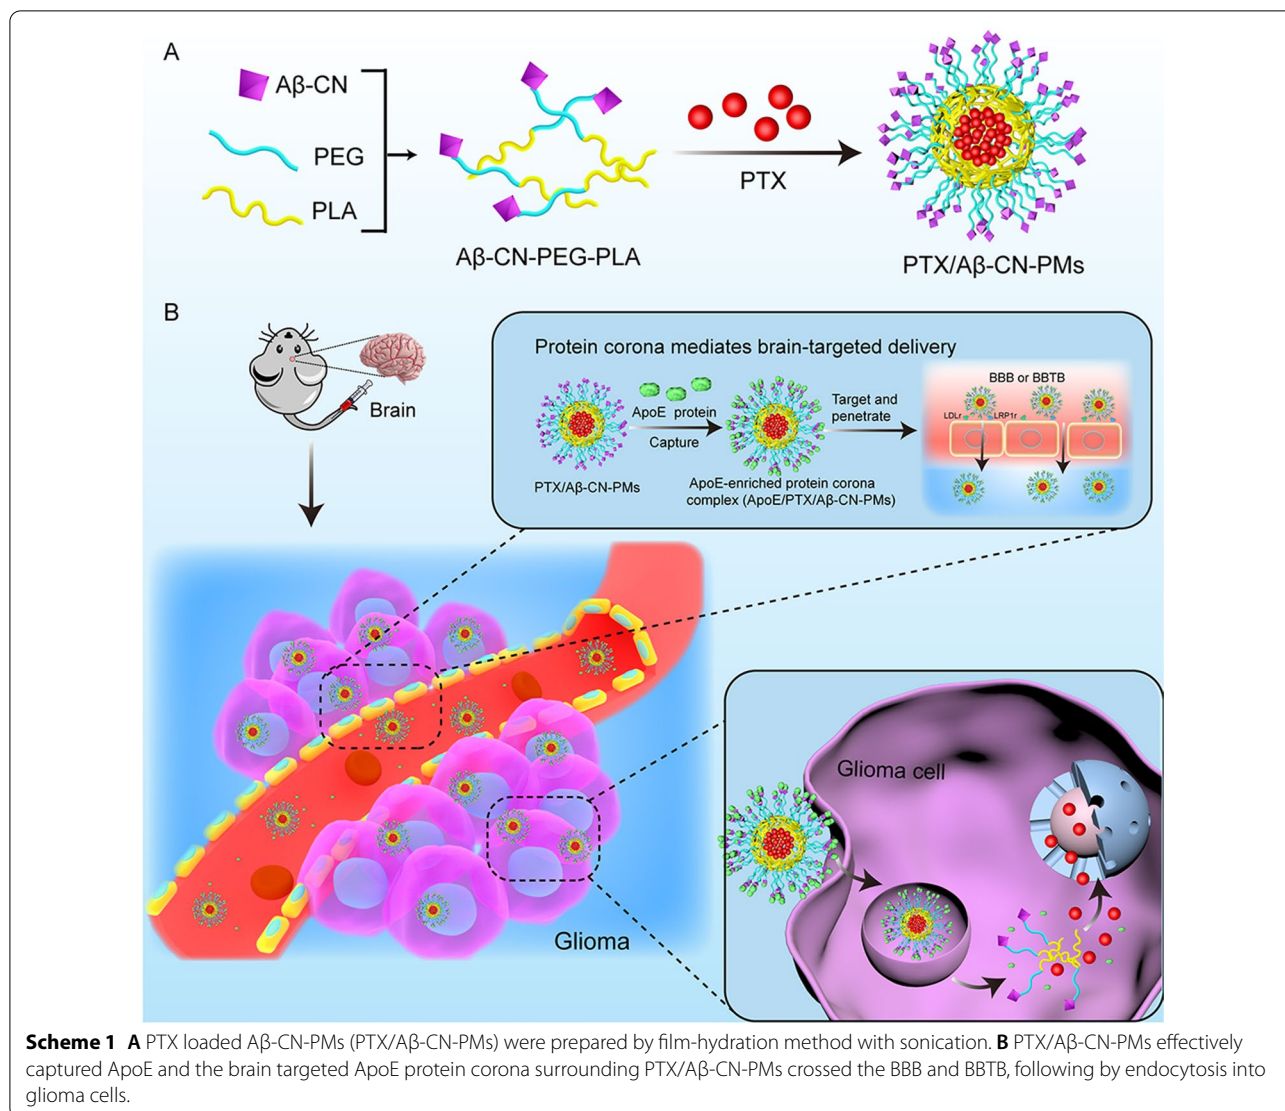 A
Aβ-CN
PEG
PLA
Aβ-CN-PEG-PLA
PTX
PTX/Aβ-CN-PMs
B
Brain
Protein corona mediates brain-targeted delivery
PTX/Aβ-CN-PMs
ApoE protein
Capture
ApoE-enriched protein corona
complex (ApoE/PTX/Aβ-CN-PMs)
Target and
penetrate
BBB or BBTB
LDLr
LRP1r
Glioma
Glioma cell
Scheme 1 A PTX loaded Aβ-CN-PMs (PTX/Aβ-CN-PMs) were prepared by film-hydration method with sonication. B PTX/Aβ-CN-PMs effectively
captured ApoE and the brain targeted ApoE protein corona surrounding PTX/Aβ-CN-PMs crossed the BBB and BBTB, following by endocytosis into
glioma cells.